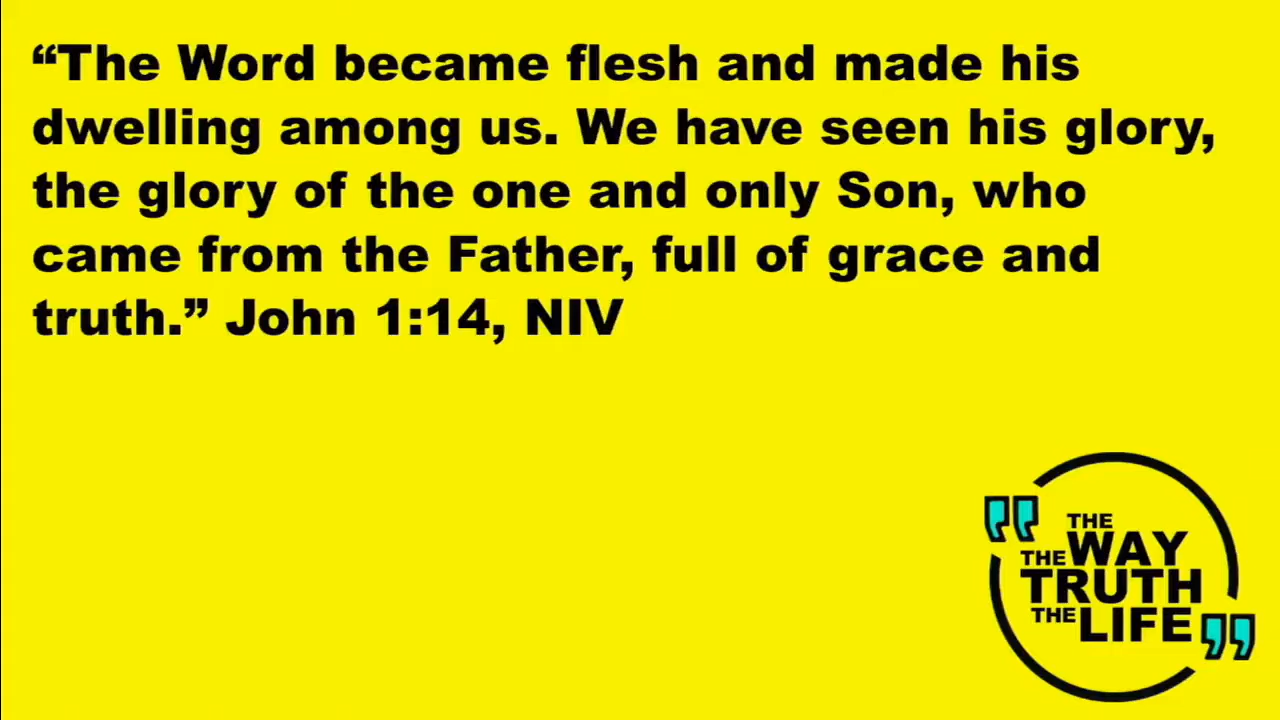 “The Word became flesh and made his
dwelling among us. We have seen his glory,
the glory of the one and only Son, who
came from the Father, full of grace and
truth.” John 1:14, NIV
THE
WAY
THE
TRUTH
THE
LIFE